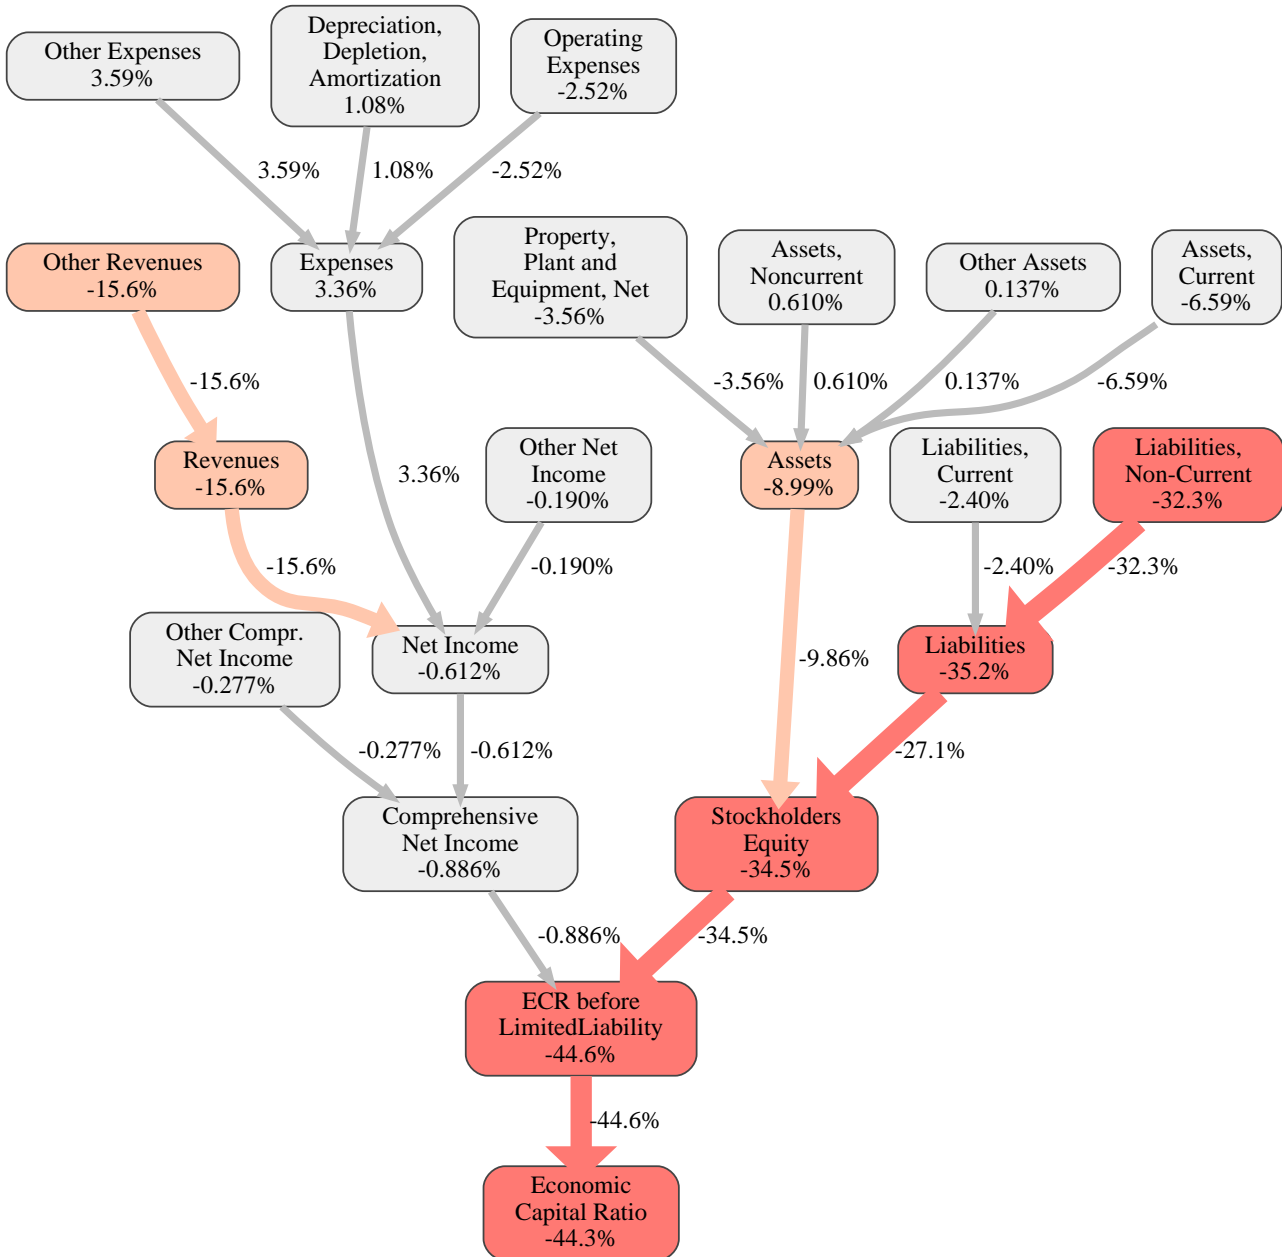 Other Expenses
3.59%
Depreciation,
Depletion,
Amortization
1.08%
Operating
Expenses
-2.52%
3.59%
1.08%
-2.52%
Other Revenues
-15.6%
Expenses
3.36%
Property,
Plant and
Equipment, Net
-3.56%
Assets,
Noncurrent
0.610%
Other Assets
0.137%
Assets,
Current
-6.59%
-15.6%
-3.56%
0.610%
0.137%
-6.59%
Revenues
-15.6%
3.36%
Other Net
Income
-0.190%
Assets
-8.99%
Liabilities,
Current
-2.40%
Liabilities,
Non-Current
-32.3%
-15.6%
-0.190%
-2.40%
-32.3%
Other Compr.
Net Income
-0.277%
Net Income
-0.612%
-9.86%
Liabilities
-35.2%
-0.277%
-0.612%
-27.1%
Comprehensive
Net Income
-0.886%
Stockholders
Equity
-34.5%
-0.886%
-34.5%
ECR before
LimitedLiability
-44.6%
-44.6%
Economic
Capital Ratio
-44.3%